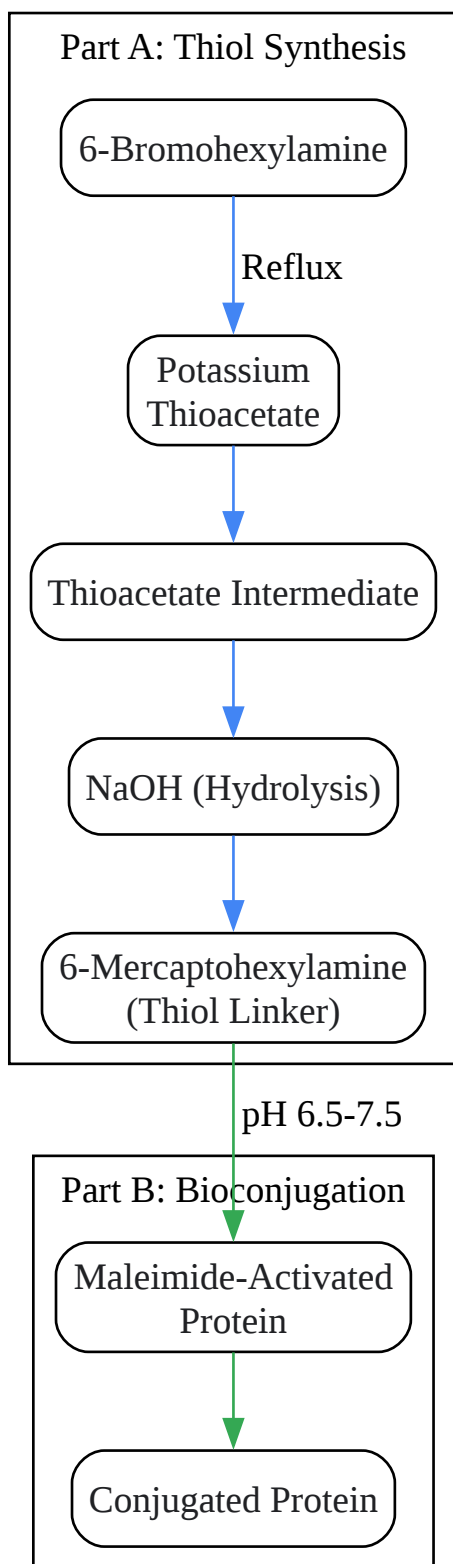 Part A: Thiol Synthesis
6-Bromohexylamine
Reflux
Potassium
Thioacetate
Thioacetate Intermediate
NaOH (Hydrolysis)
6-Mercaptohexylamine
(Thiol Linker)
pH 6.5-7.5
Part B: Bioconjugation
Maleimide-Activated
Protein
Conjugated Protein